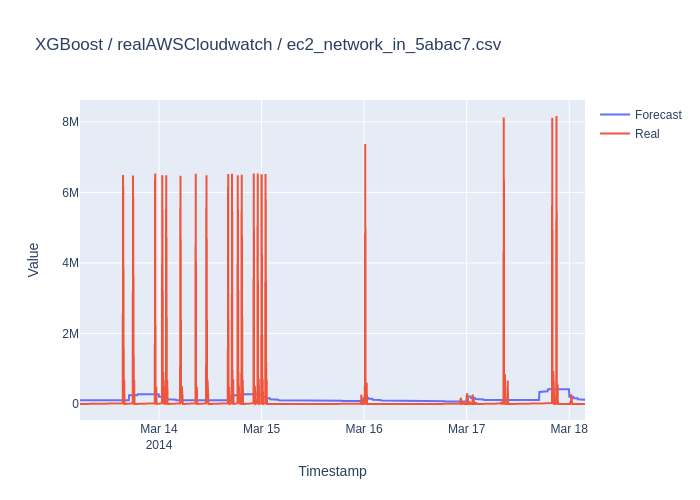 XGBoost / realAWSCloudwatch / ec2_network_in_5abac7.csv
Forecast
Real
8M
6M
4M
2M
0
Value
Mar 14
2014
Mar 15
Mar 16
Mar 17
Mar 18
Timestamp